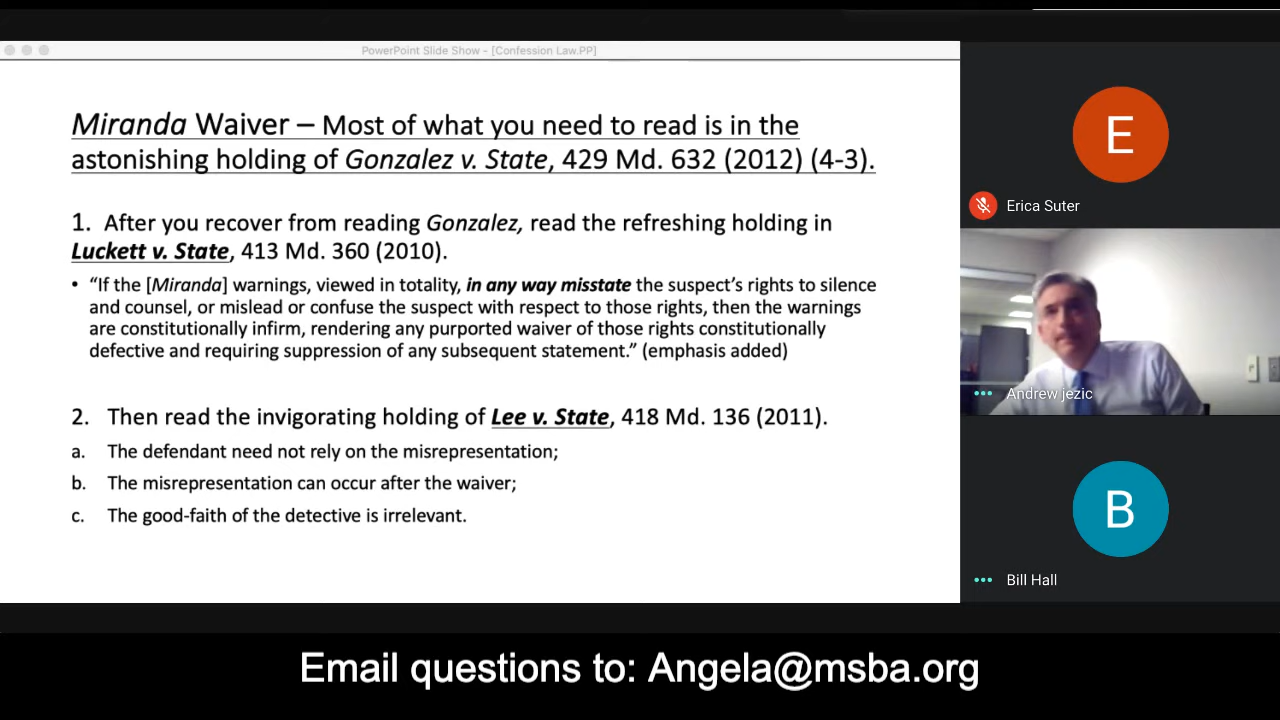 PowerPoint Slide Show - [Confession Law.PP]
Miranda Waiver – Most of what you need to read is in the
astonishing holding of Gonzalez v. State, 429 Md. 632 (2012) (4-3).
1. After you recover from reading Gonzalez, read the refreshing holding in
Luckett v. State, 413 Md. 360 (2010).
• “If the [Miranda] warnings, viewed in totality, in any way misstate the suspect’s rights to silence
and counsel, or mislead or confuse the suspect with respect to those rights, then the warnings
are constitutionally infirm, rendering any purported waiver of those rights constitutionally
defective and requiring suppression of any subsequent statement.” (emphasis added)
2. Then read the invigorating holding of Lee v. State, 418 Md. 136 (2011).
a. The defendant need not rely on the misrepresentation;
b. The misrepresentation can occur after the waiver;
c. The good-faith of the detective is irrelevant.
E
Erica Suter
Andrew jezic
B
Bill Hall
Email questions to: Angela@msba.org